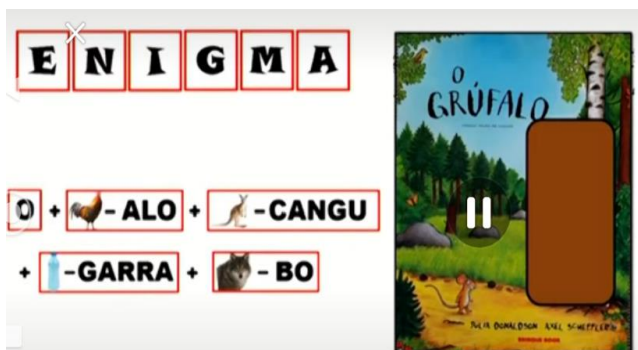 ENIGMA
O + - ALO + -CANGU
+ -GARRA + - BO
O
GRÚFALO
JULIA DONALDSON AXEL SCHEFFLER